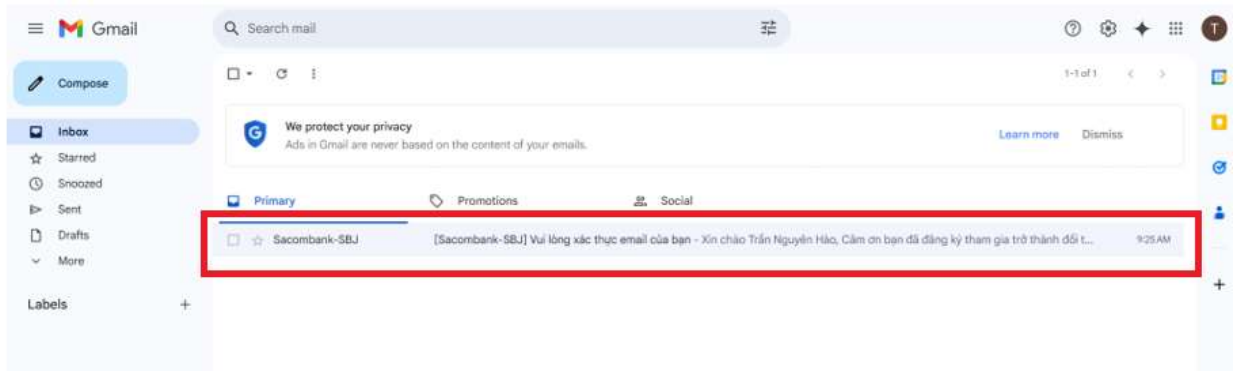 Gmail
Search mail
T
Compose
1-1 of 1
We protect your privacy
Ads in Gmail are never based on the content of your emails.
Learn more
Dismiss
Inbox
Starred
Snoozed
Sent
Drafts
More
Labels
Primary
Promotions
Social
Sacombank-SBJ [Sacombank-SBJ] Vui lòng xác thực email của bạn - Xin chào Trần Nguyên Hào, Cảm ơn bạn đã đăng ký tham gia trở thành đối t... 9:25 AM